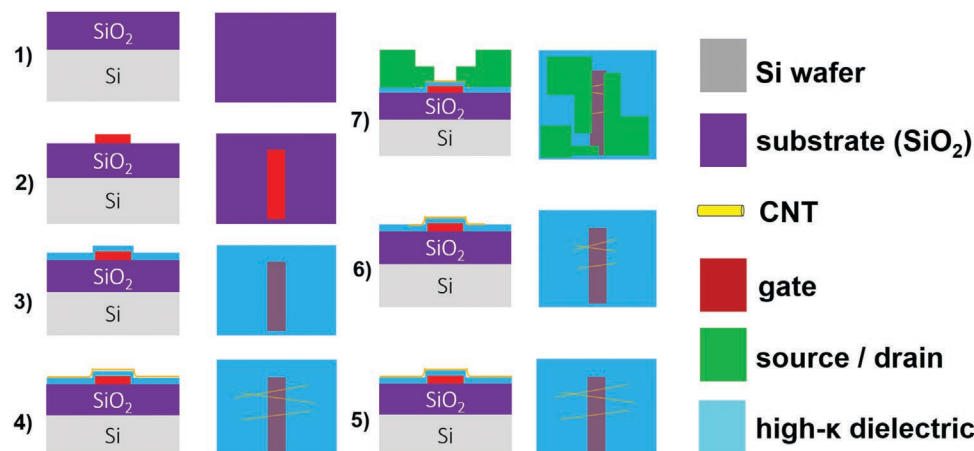 1)
SiO₂
Si
2)
SiO₂
Si
3)
SiO₂
Si
4)
SiO₂
Si
7)
SiO₂
Si
6)
SiO₂
Si
5)
SiO₂
Si
Si wafer
substrate (SiO₂)
CNT
gate
source / drain
high-κ dielectric